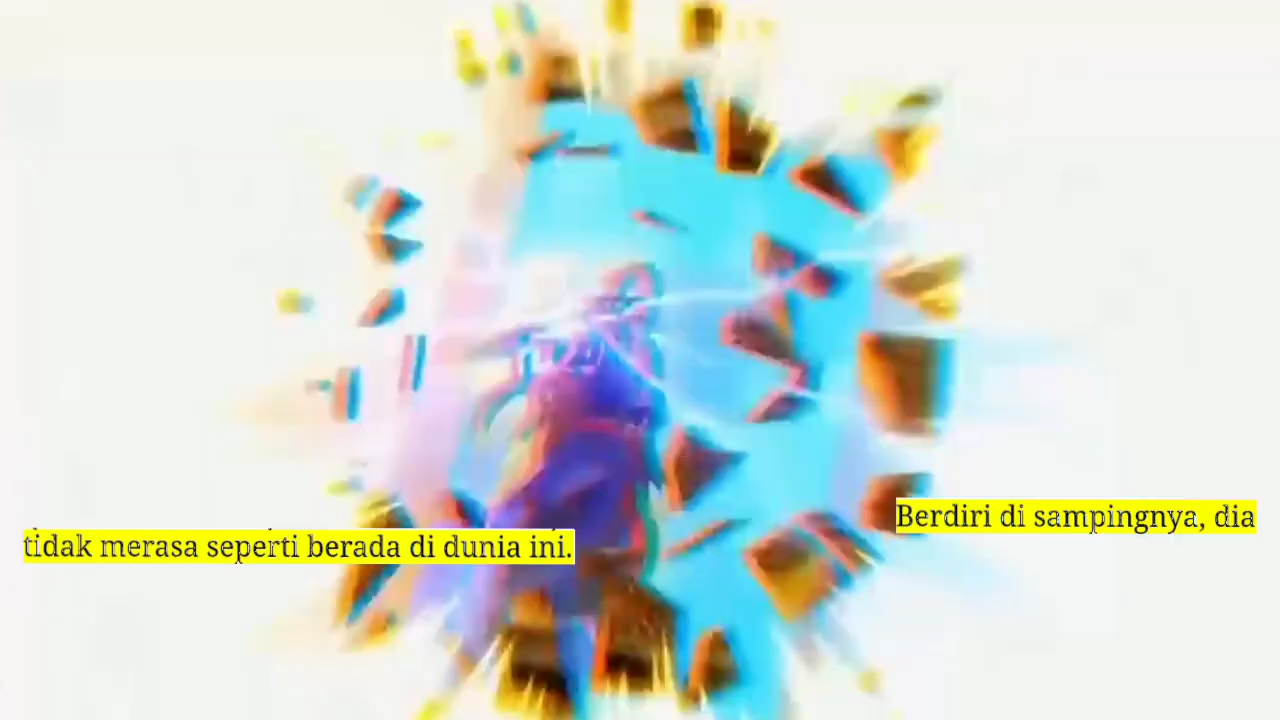 Berdiri di sampingnya, dia
tidak merasa seperti berada di dunia ini.